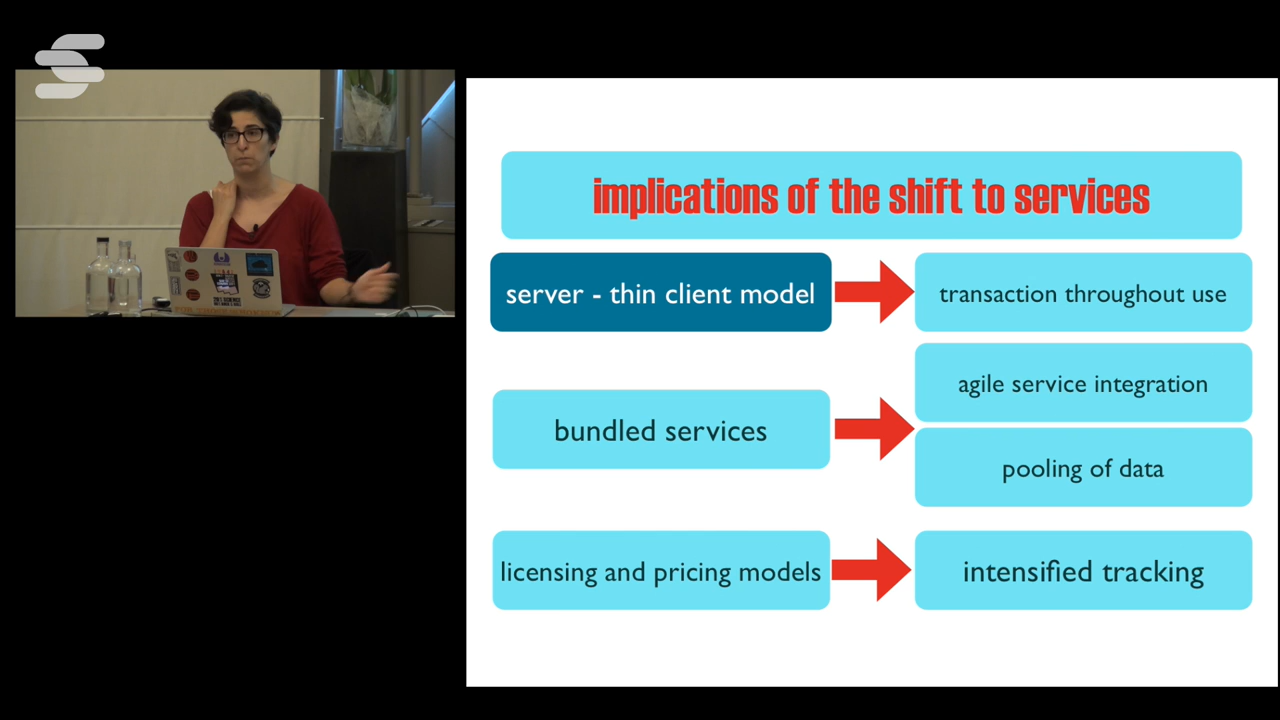 implications of the shift to services
server - thin client model
transaction throughout use
bundled services
agile service integration
pooling of data
licensing and pricing models
intensified tracking